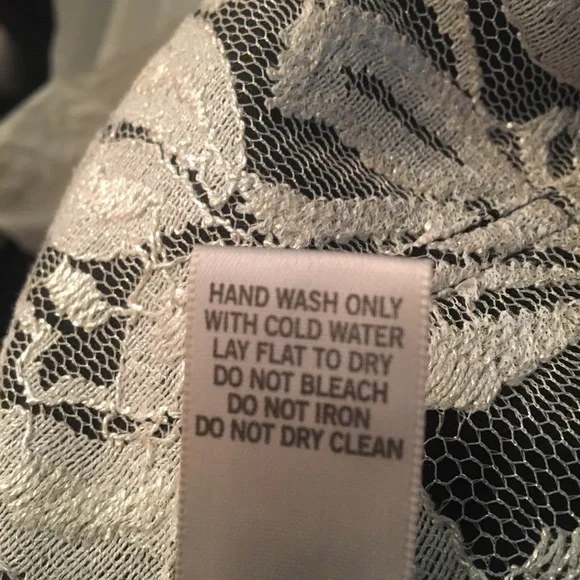 HAND WASH ONLY
WITH COLD WATER
LAY FLAT TO DRY
DO NOT BLEACH
DO NOT IRON
DO NOT DRY CLEAN